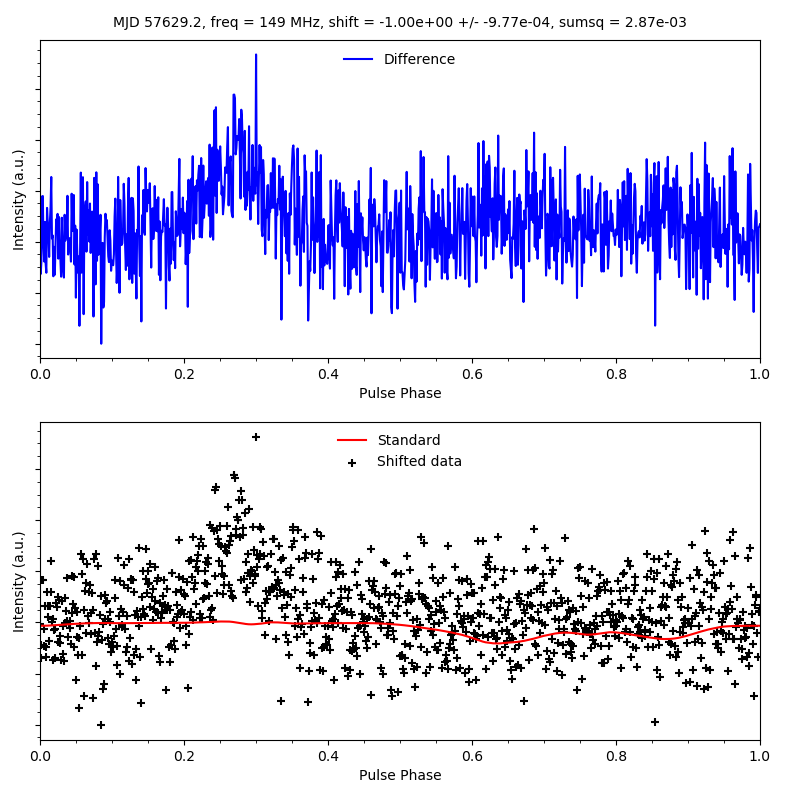 MJD 57629.2, freq = 149 MHz, shift = -1.00e+00 +/- -9.77e-04, sumsq = 2.87e-03
Difference
Intensity (a.u.)
0.0 0.2 0.4 0.6 0.8 1.0
Pulse Phase
Standard
Shifted data
Intensity (a.u.)
0.0 0.2 0.4 0.6 0.8 1.0
Pulse Phase